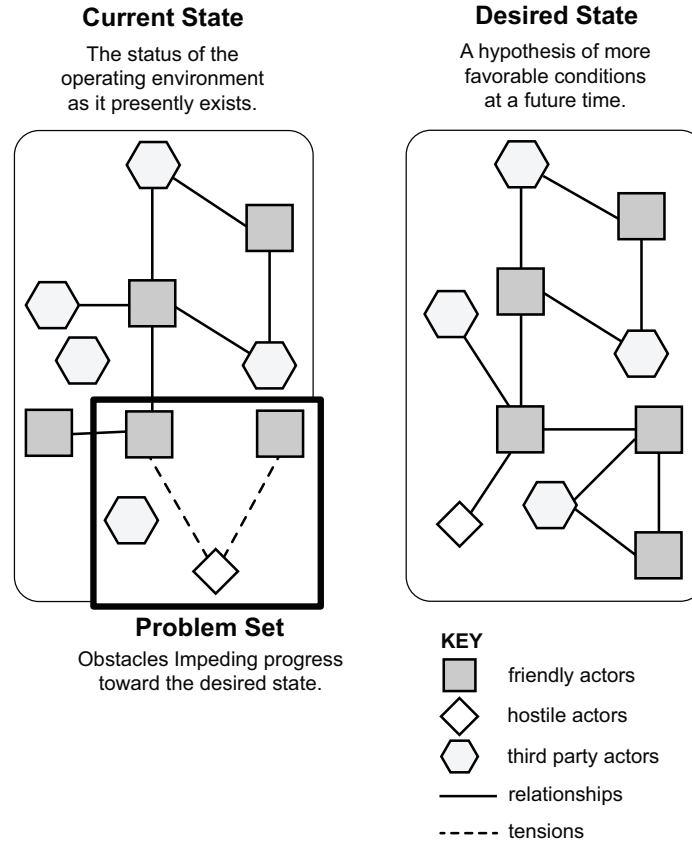 Current State
The status of the
operating environment
as it presently exists.
Desired State
A hypothesis of more
favorable conditions
at a future time.
Problem Set
Obstacles Impeding progress
toward the desired state.
KEY
friendly actors
hostile actors
third party actors
relationships
tensions